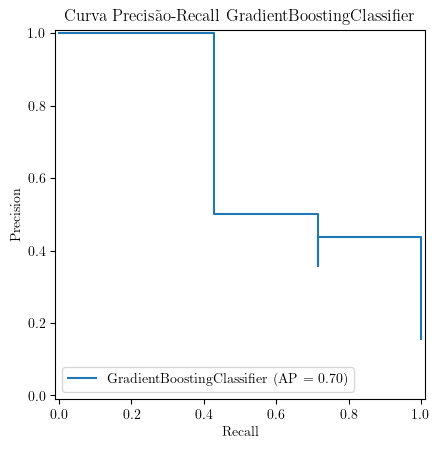 Curva Precisão-Recall GradientBoostingClassifier
1.0
0.8
0.6
0.4
0.2
0.0
Precision
GradientBoostingClassifier (AP = 0.70)
0.0 0.2 0.4 0.6 0.8 1.0
Recall